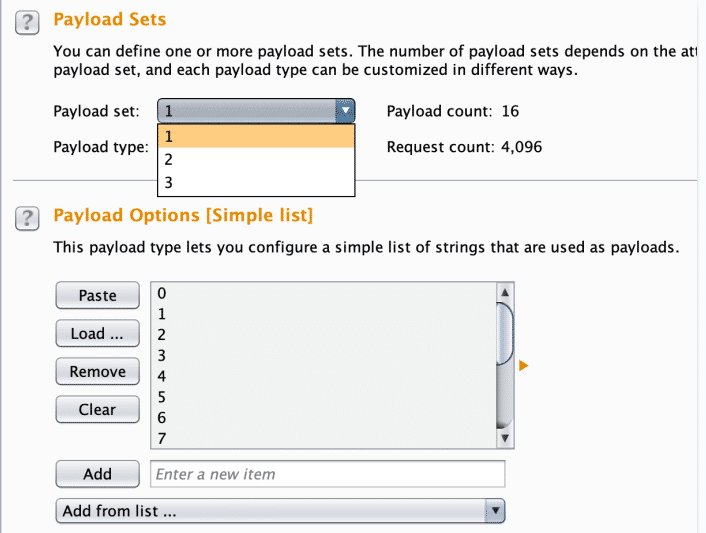 ?
Payload Sets
You can define one or more payload sets. The number of payload sets depends on the
payload set, and each payload type can be customized in different ways.
Payload set: 1 Payload count: 16
1
Payload type: Request count: 4,096
2
3
?
Payload Options [Simple list]
This payload type lets you configure a simple list of strings that are used as payloads.
Paste
Load ...
Remove
Clear
0
1
2
3
4
5
6
7
Add Enter a new item
Add from list ...